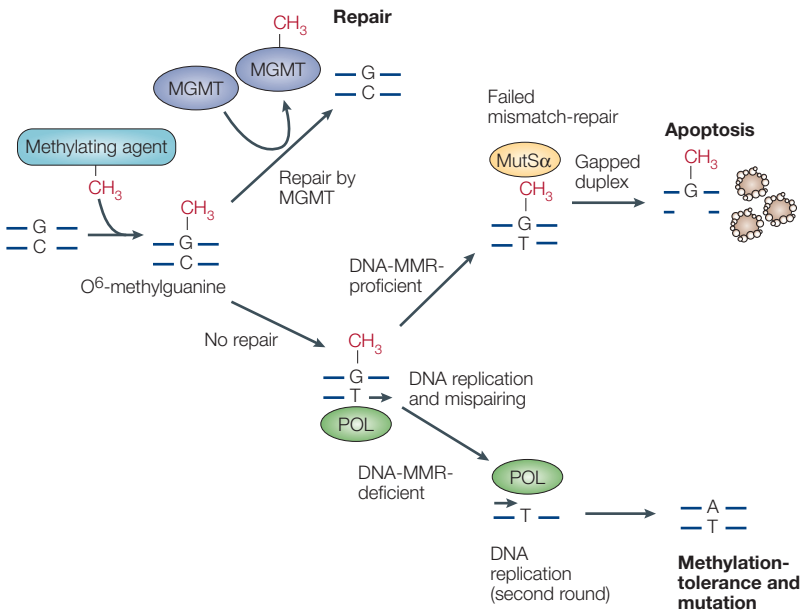 Repair
CH3
MGMT
MGMT
G
C
Repair by
MGMT
Methylating agent
CH3
G
C
CH3
G
C
O6-methylguanine
No repair
CH3
G
T
POL
DNA replication
and mispairing
DNA-MMR-
proficient
Failed
mismatch-repair
MutSα
CH3
G
T
Gapped
duplex
Apoptosis
CH3
G
DNA-MMR-
deficient
POL
T
DNA
replication
(second round)
A
T
Methylation-
tolerance and
mutation